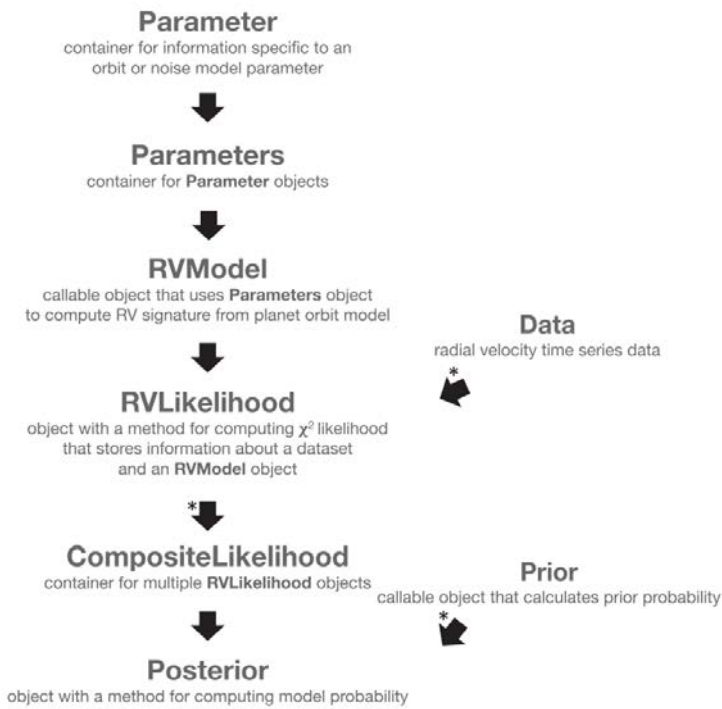 Parameter
container for information specific to an
orbit or noise model parameter
Parameters
container for Parameter objects
RVModel
callable object that uses Parameters object
to compute RV signature from planet orbit model
Data
radial velocity time series data
*
RVLikelihood
object with a method for computing χ² likelihood
that stores information about a dataset
and an RVModel object
*
CompositeLikelihood
container for multiple RVLikelihood objects
Prior
callable object that calculates prior probability
*
Posterior
object with a method for computing model probability